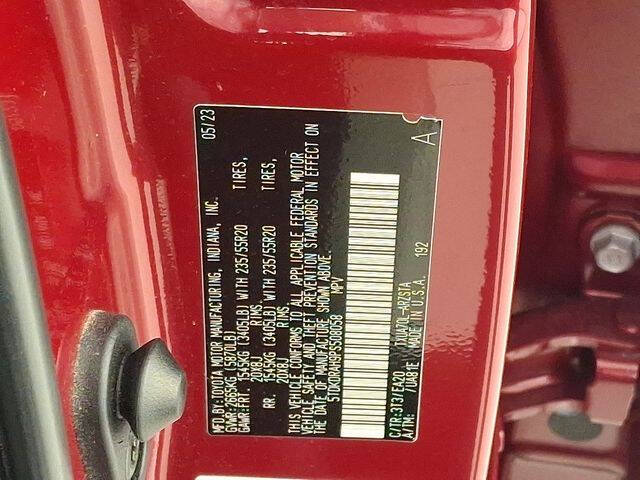 MFD. BY: TOYOTA MOTOR MANUFACTURING, INDIANA, INC. 05/23
GVWR: 2665KG (5870LB)
GAWR: FRT. 1545KG (3405LB) WITH 235/55R20 TIRES,
20X8J RIMS.
RR. 1545KG (3405LB) WITH 235/55R20 TIRES,
20X8J RIMS
THIS VEHICLE CONFORMS TO ALL APPLICABLE FEDERAL MOTOR
VEHICLE SAFETY AND THEFT PREVENTION STANDARDS IN EFFECT ON
THE DATE OF MANUFACTURE SHOWN ABOVE.
MPV
C/TR: 3T3/EA20
A/TM: /UA81E MADE IN U.S.A. 192
A